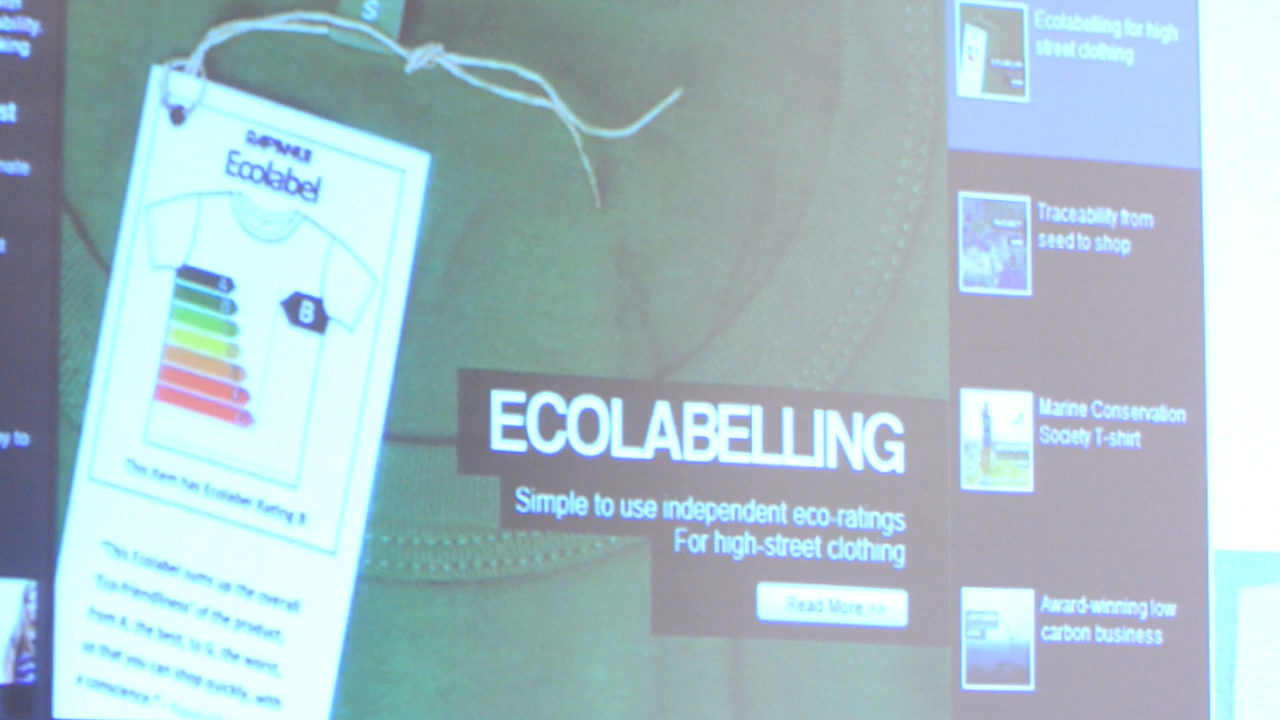 S
RAPANUI
Ecolabel
B
This item has Ecolabel Rating B
"This Ecolabel sums up the overall
'Eco-friendliness' of the product,
from A, the best, to G, the worst,
so that you can shop quickly, with
a conscience."
ECOLABELLING
Simple to use independent eco-ratings
For high-street clothing
Read More >>
Ecolabelling for high
street clothing
Traceability from
seed to shop
Marine Conservation
Society T-shirt
Award-winning low
carbon business